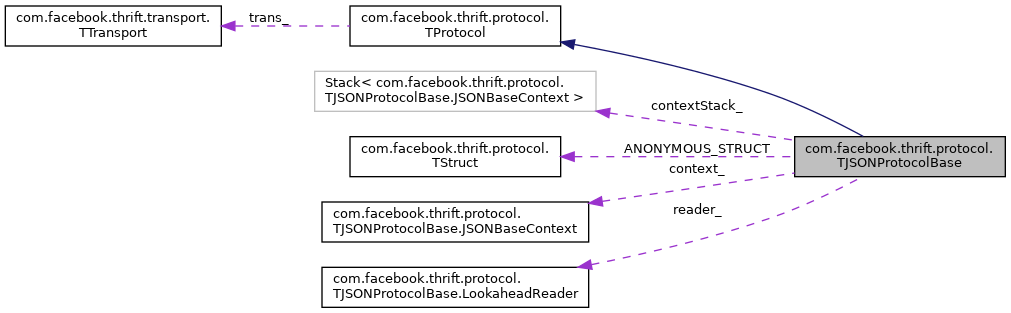 com.facebook.thrift.transport.
TTransport
trans_
com.facebook.thrift.protocol.
TProtocol
Stack< com.facebook.thrift.protocol.
TJSONProtocolBase.JSONBaseContext >
contextStack_
com.facebook.thrift.protocol.
TStruct
ANONYMOUS_STRUCT
com.facebook.thrift.protocol.
TJSONProtocolBase
context_
com.facebook.thrift.protocol.
TJSONProtocolBase.JSONBaseContext
reader_
com.facebook.thrift.protocol.
TJSONProtocolBase.LookaheadReader